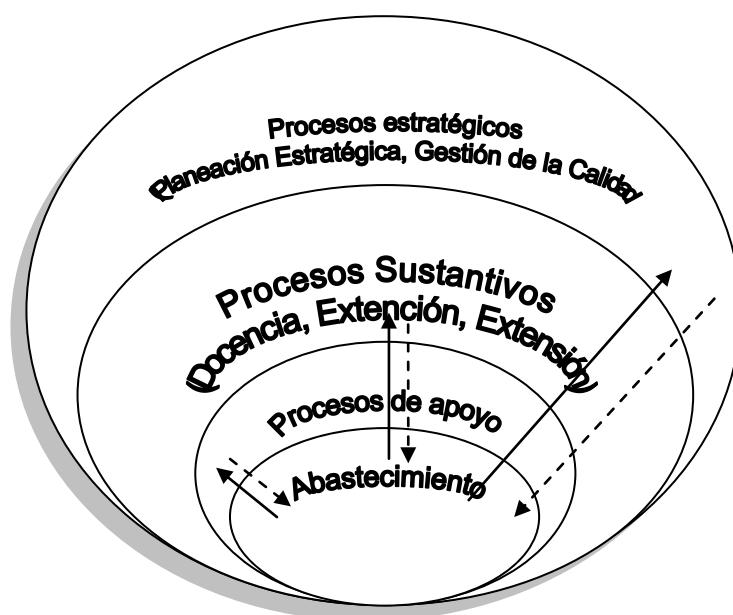 Procesos estratégicos
(Planeación Estratégica, Gestión de la Calidad)
Procesos Sustantivos
(Docencia, Extención, Extensión)
Procesos de apoyo
Abastecimiento